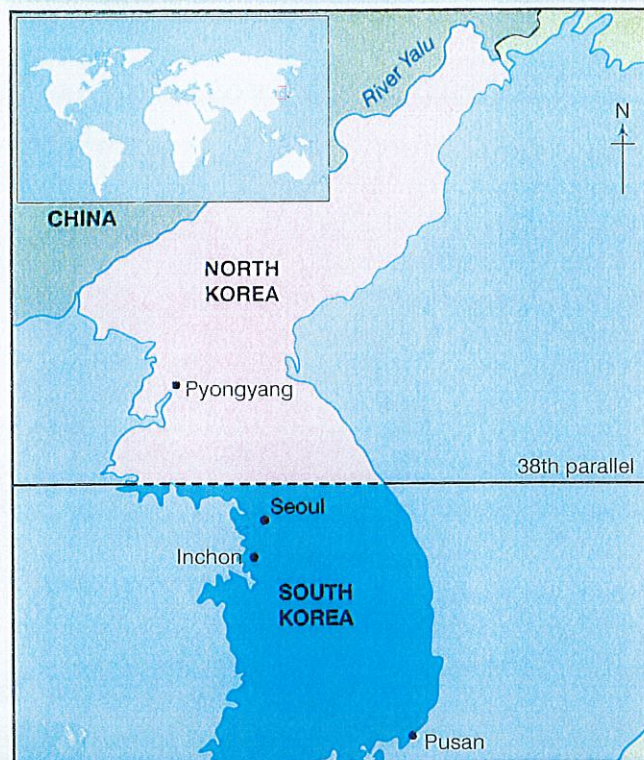 River Yalu
N
CHINA
NORTH
KOREA
Pyongyang
38th parallel
Seoul
Inchon
SOUTH
KOREA
Pusan